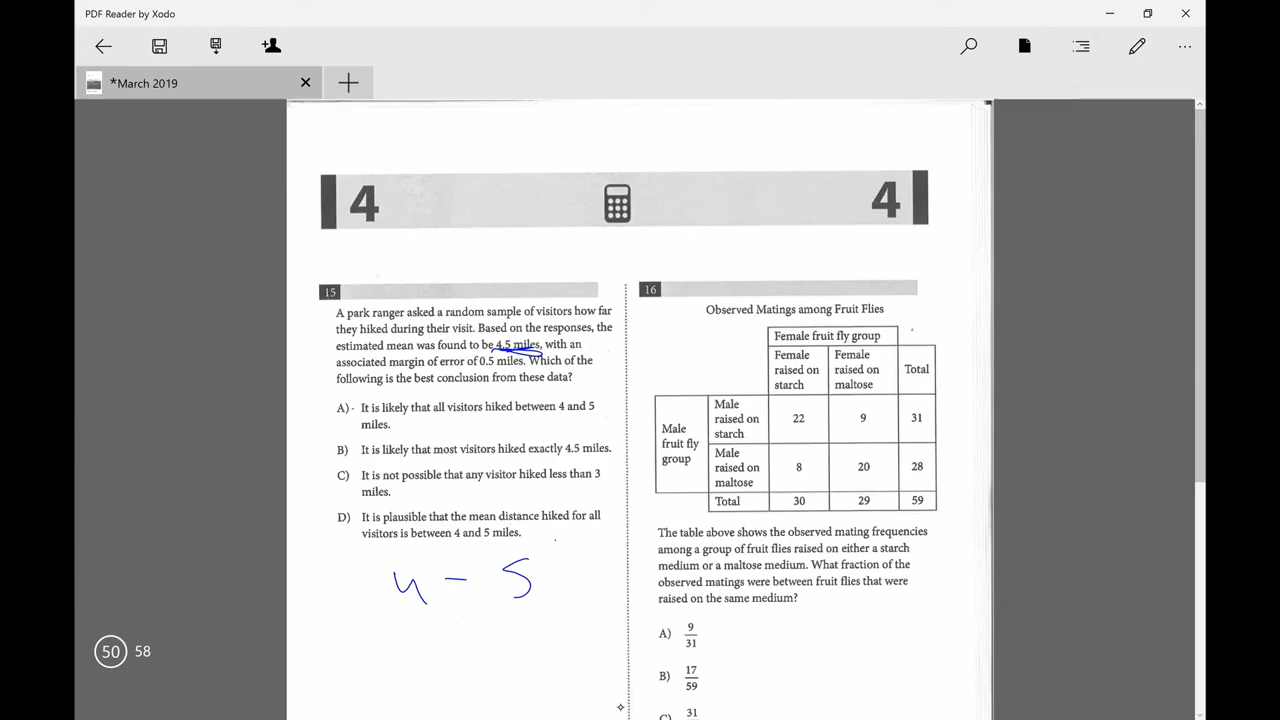 PDF Reader by Xodo
*March 2019
4
4
15
A park ranger asked a random sample of visitors how far
they hiked during their visit. Based on the responses, the
estimated mean was found to be 4.5 miles, with an
associated margin of error of 0.5 miles. Which of the
following is the best conclusion from these data?
A) It is likely that all visitors hiked between 4 and 5
miles.
B) It is likely that most visitors hiked exactly 4.5 miles.
C) It is not possible that any visitor hiked less than 3
miles.
D) It is plausible that the mean distance hiked for all
visitors is between 4 and 5 miles.
4 – 5
16
Observed Matings among Fruit Flies
Female fruit fly group
Female
raised on
starch
Female
raised on
maltose
Total
Male
fruit fly
group
Male
raised on
starch
22
9
31
Male
raised on
maltose
8
20
28
Total
30
29
59
The table above shows the observed mating frequencies
among a group of fruit flies raised on either a starch
medium or a maltose medium. What fraction of the
observed matings were between fruit flies that were
raised on the same medium?
A) 9
31
B) 17
59
C) 31
50 58